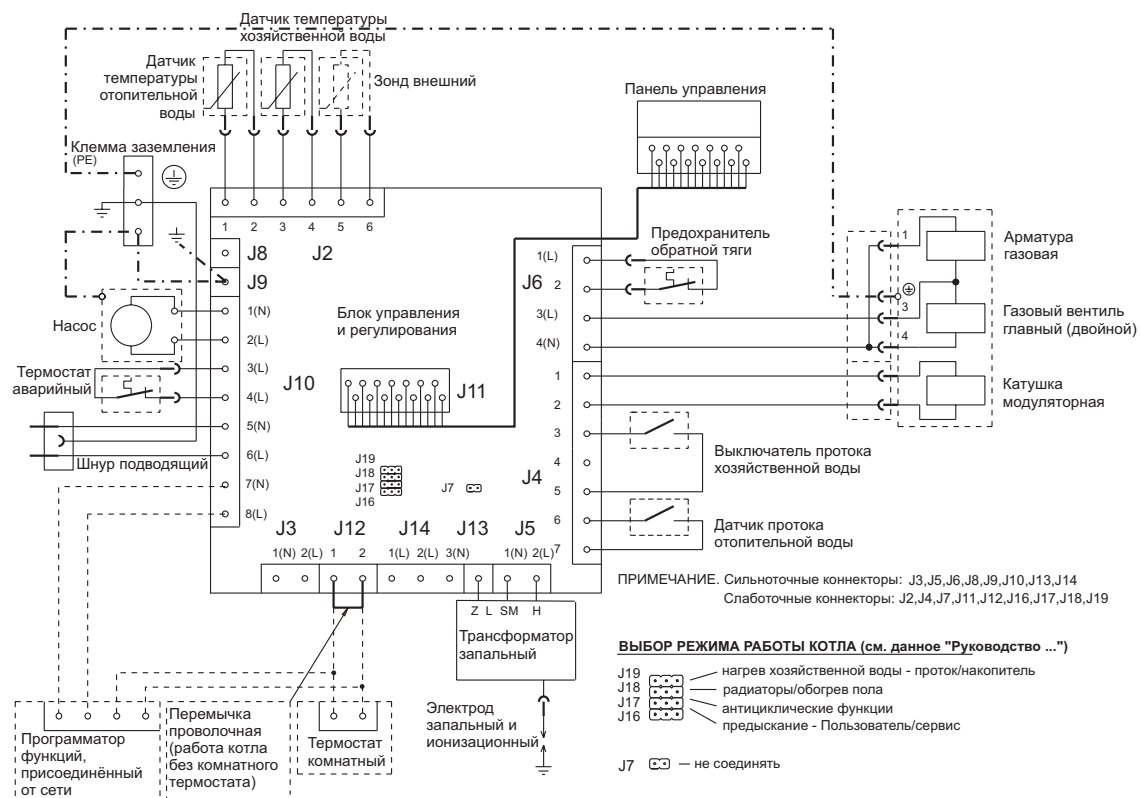 Датчик температуры
хозяйственной воды
Датчик
температуры
отопительной
воды
Зонд внешний
Панель управления
Клемма заземления
(PE)
1 2 3 4 5 6
J8 J2
J9
Предохранитель
обратной тяги
1(L)
J6 2
3(L)
4(N)
1
3
4
Арматура
газовая
Газовый вентиль
главный (двойной)
Катушка
модуляторная
Насос
1(N)
2(L)
Блок управления
и регулирования
Термостат
аварийный
3(L)
4(L)
J10
J11
5(N)
6(L)
Шнур подводящий
7(N)
8(L)
J19
J18
J17
J16
J7
1
2
3
4
J4
5
6
7
Выключатель протока
хозяйственной воды
Датчик протока
отопительной воды
J3 J12 J14 J13 J5
1(N) 2(L) 1 2 1(L) 2(L) 3(N) 1(N) 2(L)
Z L SM H
Трансформатор
запальный
Электрод
запальный и
ионизационный
Программатор
функций,
присоединённый
от сети
Перемычка
проволочная
(работа котла
без комнатного
термостата)
Термостат
комнатный
ПРИМЕЧАНИЕ. Сильноточные коннекторы: J3,J5,J6,J8,J9,J10,J13,J14
Слаботочные коннекторы: J2,J4,J7,J11,J12,J16,J17,J18,J19
ВЫБОР РЕЖИМА РАБОТЫ КОТЛА (см. данное "Руководство ...")
J19 нагрев хозяйственной воды - проток/накопитель
J18 радиаторы/обогрев пола
J17 антициклические функции
J16 предыскание - Пользователь/сервис
J7 — не соединять